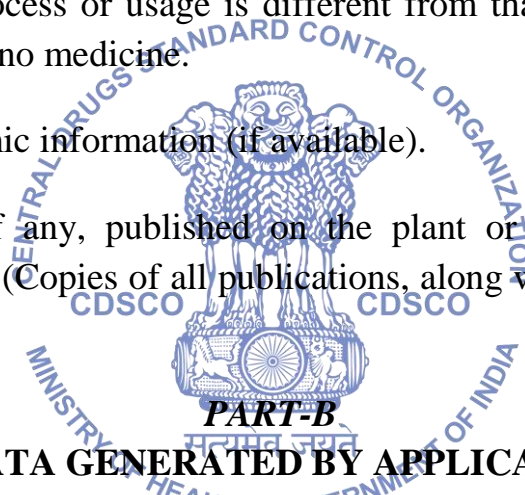 ocess or usage is different from tha
no medicine.
CENTRAL DRUGS STANDARD CONTROL ORGANIZATION
nic information (if available).
f any, published on the plant or
(Copies of all publications, along v
CDSCO CDSCO
PART-B
सत्यमेव जयते
ATA GENERATED BY APPLICA
MINISTRY OF HEA GOVERNMENT OF INDIA